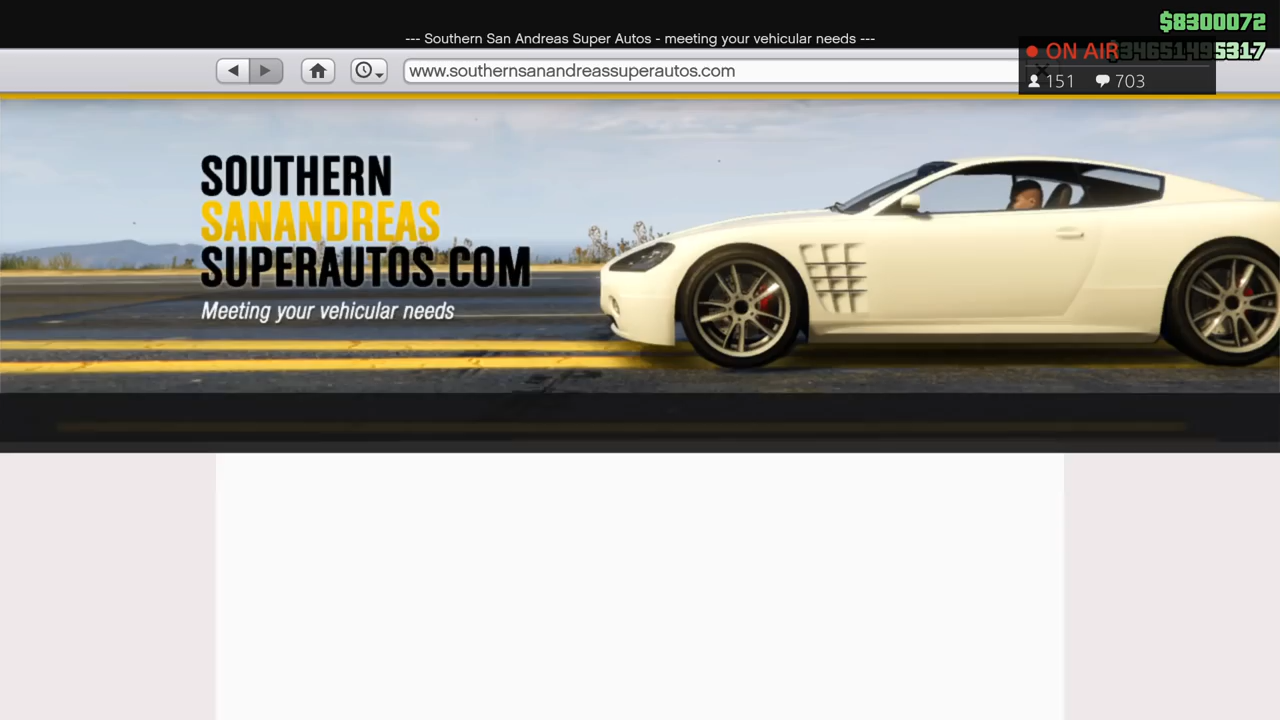 $8300072
--- Southern San Andreas Super Autos - meeting your vehicular needs ---
ON AIR
5317
www.southernsanandreassuperautos.com
151 703
SOUTHERN
SANANDREAS
SUPERAUTOS.COM
Meeting your vehicular needs